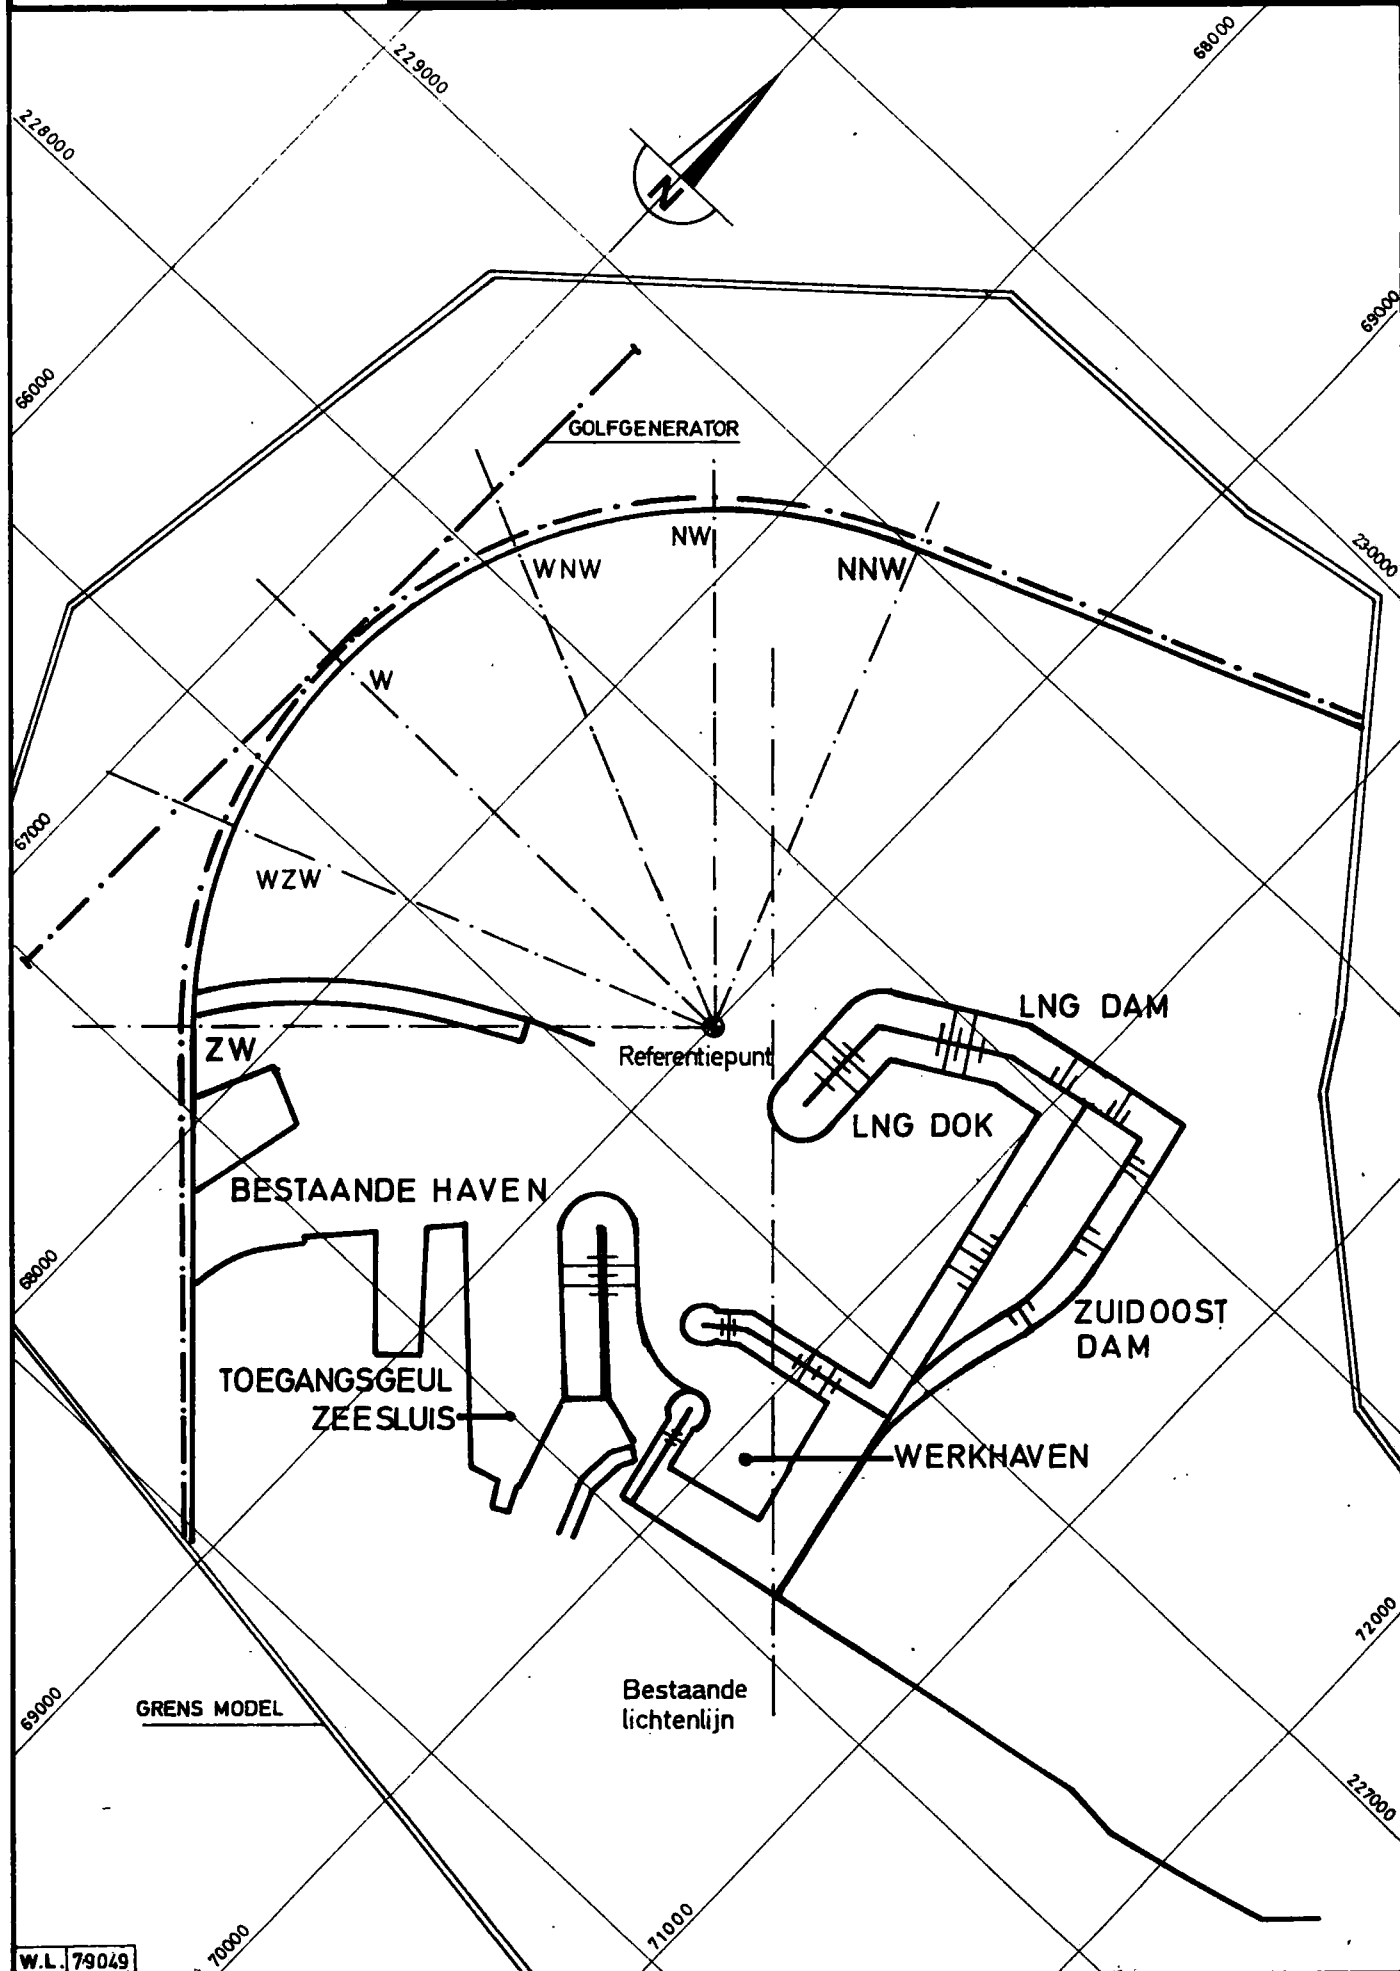 68000
229000
228000
N
69000
66000
GOLFGENERATOR
NW
WNW
NNW
230000
W
67000
WZW
LNG DAM
ZW
Referentiepunt
LNG DOK
BESTAANDE HAVEN
68000
ZUIDOOST
DAM
TOEGANGSGEUL
ZEESLUIS
WERKHAVEN
72000
69000
GRENS MODEL
Bestaande
lichtenlijn
227000
71000
70000
W.L. 79049